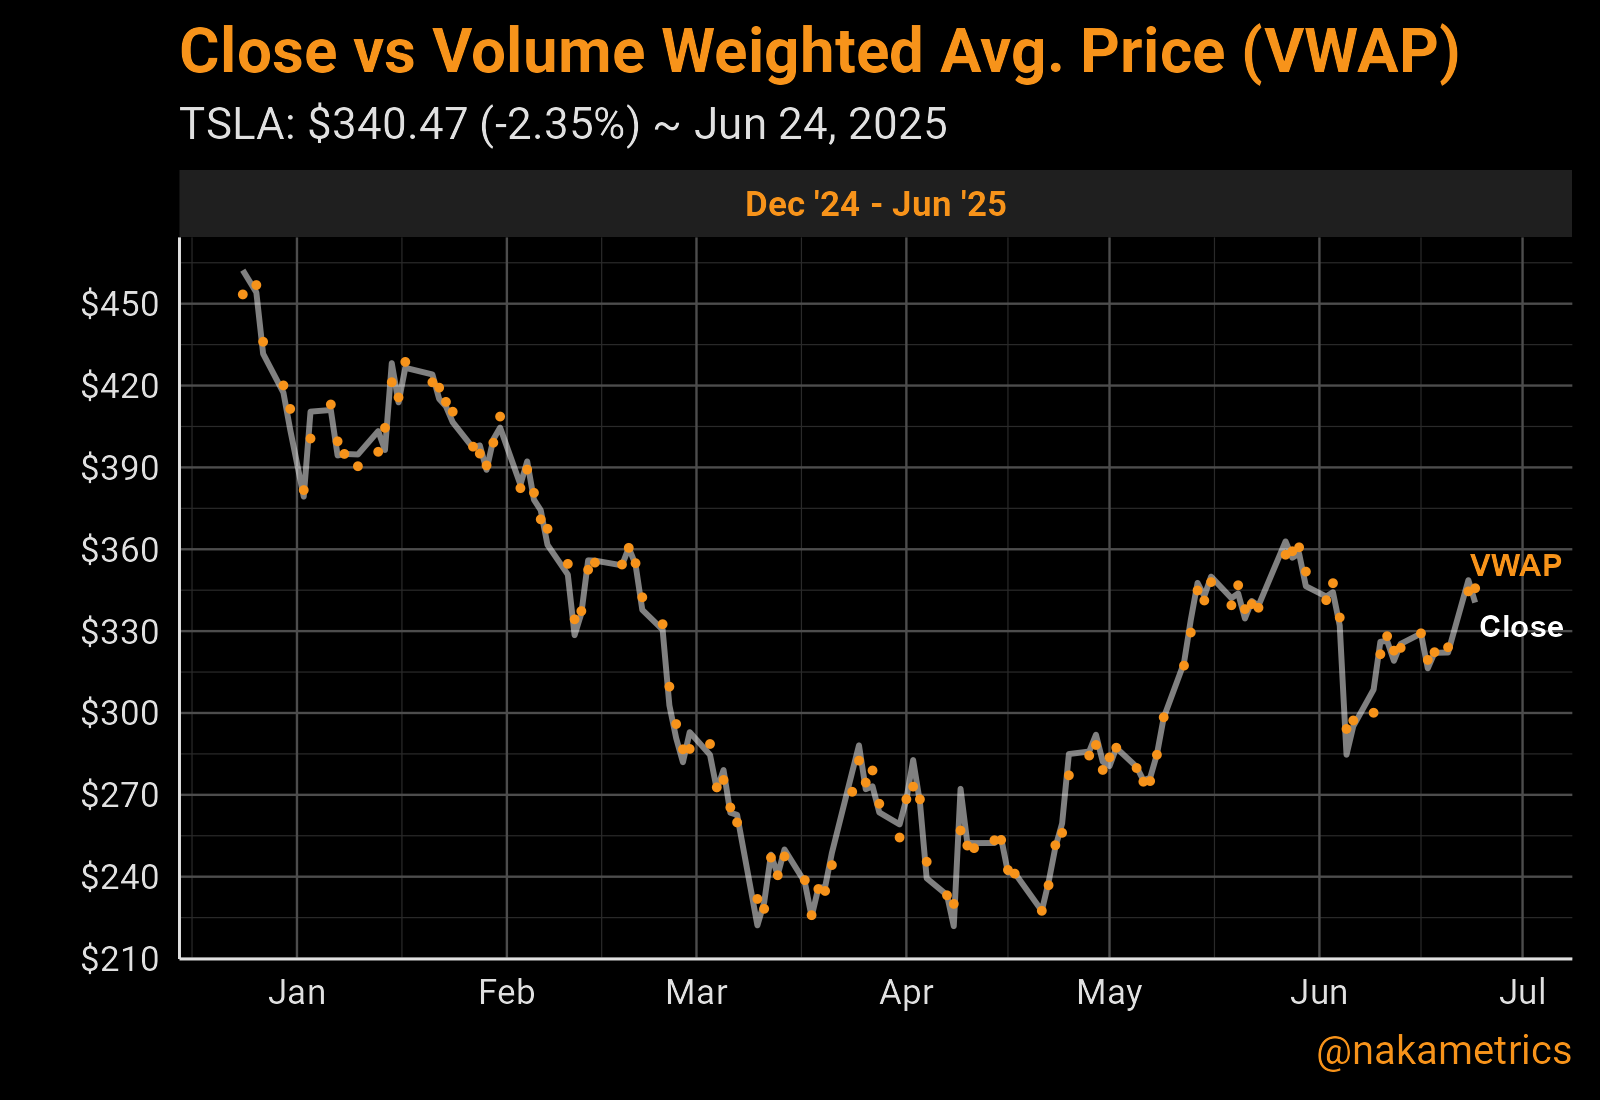 Close vs Volume Weighted Avg. Price (VWAP)
TSLA: $340.47 (-2.35%) ~ Jun 24, 2025
Dec '24 - Jun '25
$450
$420
$390
$360
$330
$300
$270
$240
$210
VWAP
Close
Jan Feb Mar Apr May Jun Jul
@nakametrics